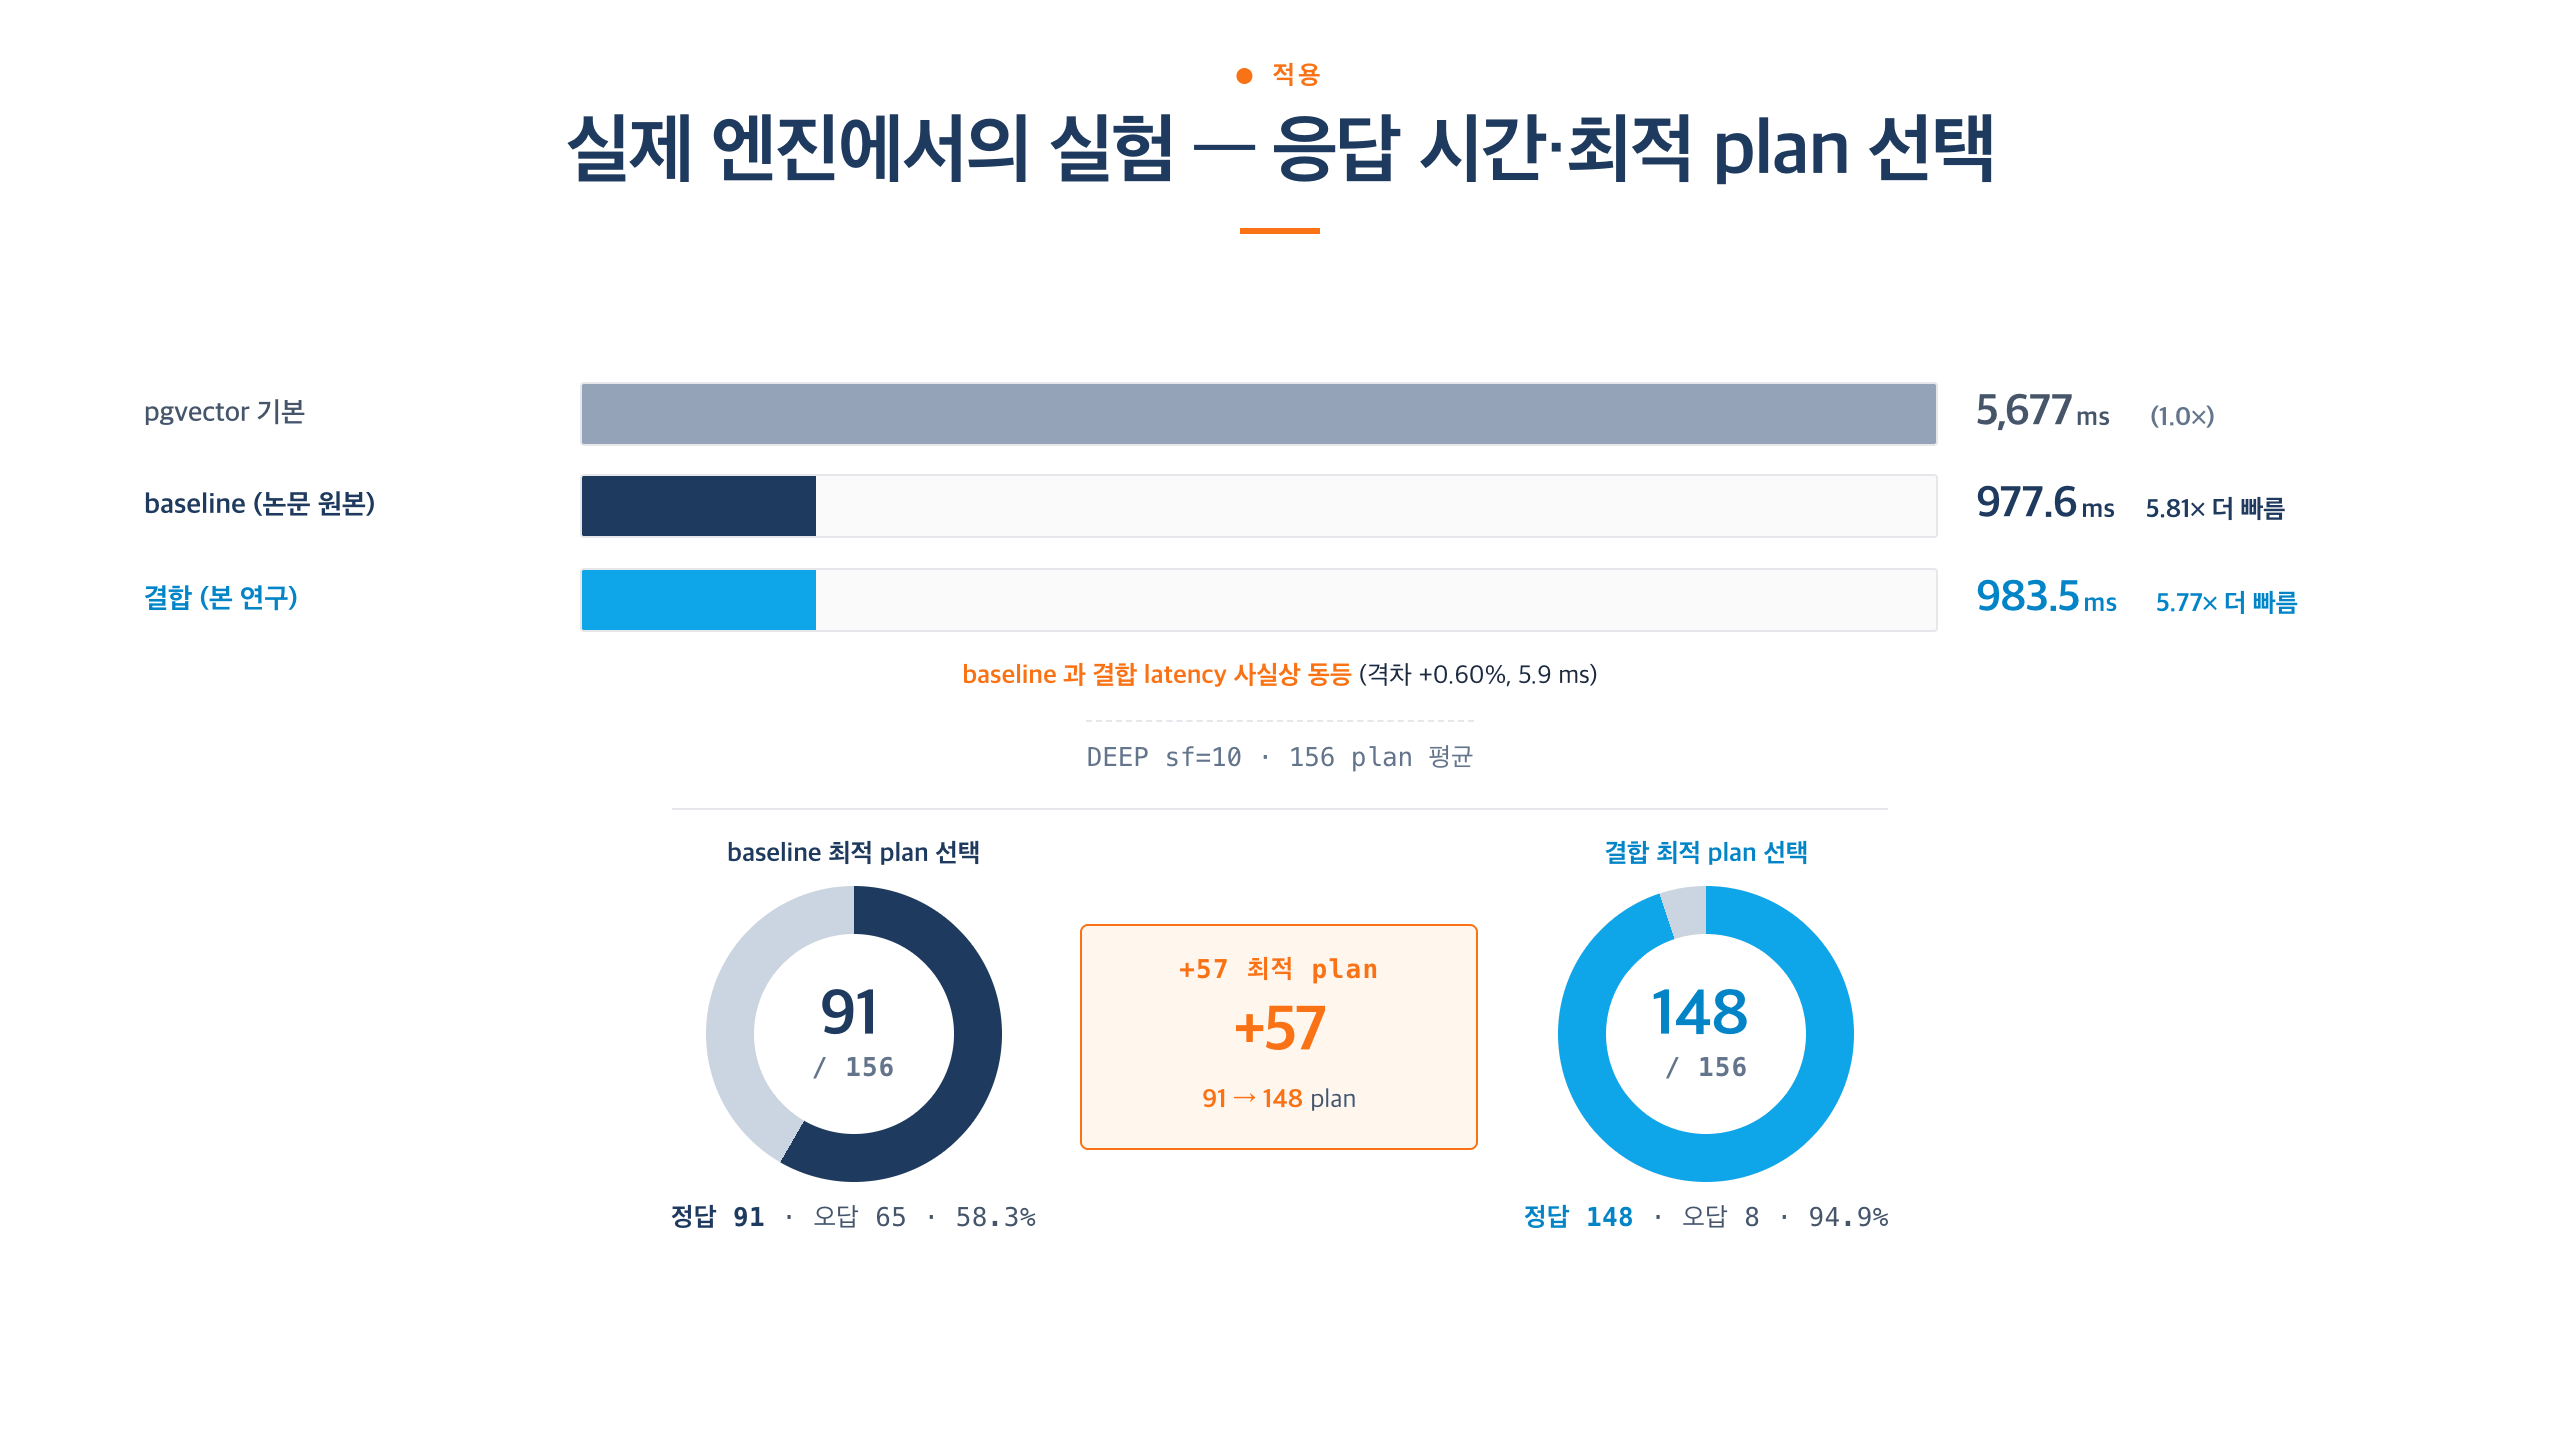 적용
실제 엔진에서의 실험 — 응답 시간·최적 plan 선택
pgvector 기본 5,677 ms (1.0×)
baseline (논문 원본) 977.6 ms 5.81× 더 빠름
결합 (본 연구) 983.5 ms 5.77× 더 빠름
baseline 과 결합 latency 사실상 동등 (격차 +0.60%, 5.9 ms)
DEEP sf=10 · 156 plan 평균
baseline 최적 plan 선택
91
/ 156
정답 91 · 오답 65 · 58.3%
+57 최적 plan
+57
91 → 148 plan
결합 최적 plan 선택
148
/ 156
정답 148 · 오답 8 · 94.9%